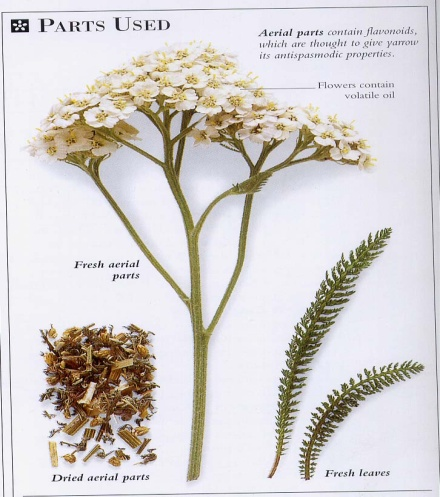 PARTS USED
Aerial parts contain flavonoids,
which are thought to give yarrow
its antispasmodic properties.
Flowers contain
volatile oil
Fresh aerial
parts
Dried aerial parts
Fresh leaves